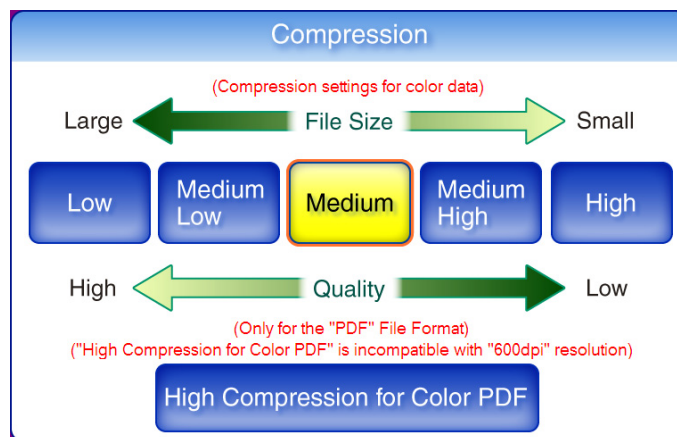 Compression
(Compression settings for color data)
Large File Size Small
Low Medium Low Medium Medium High High
High Quality Low
(Only for the "PDF" File Format)
("High Compression for Color PDF" is incompatible with "600dpi" resolution)
High Compression for Color PDF